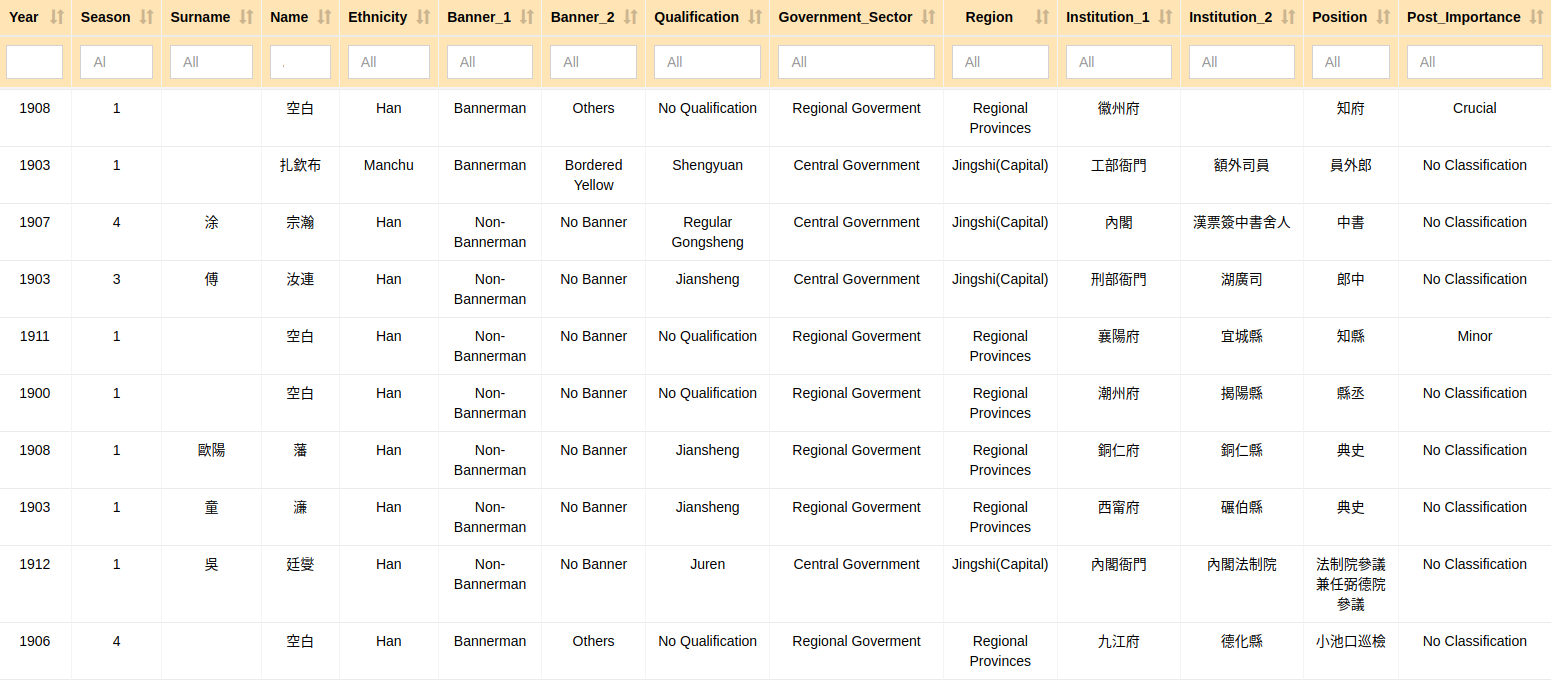 Year Season Surname Name Ethnicity Banner_1 Banner_2 Qualification Government_Sector Region Institution_1 Institution_2 Position Post_Importance
Al All . All All All All All All All All All All
1908 1 空白 Han Bannerman Others No Qualification Regional Goverment Regional 徽州府 知府 Crucial
Provinces
1903 1 扎欽布 Manchu Bannerman Bordered Shengyuan Central Government Jingshi(Capital) 工部衙門 額外司員 員外郎 No Classification
Yellow
1907 4 涂 宗瀚 Han Non- No Banner Regular Central Government Jingshi(Capital) 內閣 漢票簽中書舍人 中書 No Classification
Bannerman Gongsheng
1903 3 傅 汝連 Han Non- No Banner Jiansheng Central Government Jingshi(Capital) 刑部衙門 湖廣司 郎中 No Classification
Bannerman
1911 1 空白 Han Non- No Banner No Qualification Regional Goverment Regional 襄陽府 宜城縣 知縣 Minor
Bannerman Provinces
1900 1 空白 Han Non- No Banner No Qualification Regional Goverment Regional 潮州府 揭陽縣 縣丞 No Classification
Bannerman Provinces
1908 1 歐陽 藩 Han Non- No Banner Jiansheng Regional Goverment Regional 銅仁府 銅仁縣 典史 No Classification
Bannerman Provinces
1903 1 童 濂 Han Non- No Banner Jiansheng Regional Goverment Regional 西甯府 碾伯縣 典史 No Classification
Bannerman Provinces
1912 1 吳 廷燮 Han Non- No Banner Juren Central Government Jingshi(Capital) 內閣衙門 內閣法制院 法制院參議 No Classification
Bannerman 兼任弼德院
參議
1906 4 空白 Han Bannerman Others No Qualification Regional Goverment Regional 九江府 德化縣 小池口巡檢 No Classification
Provinces